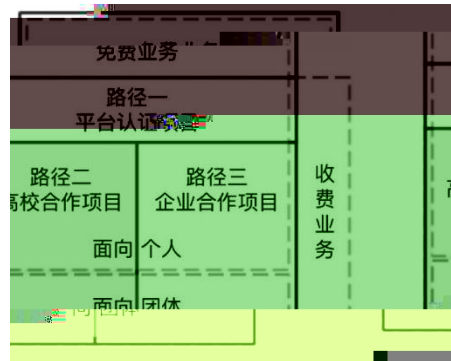 免费业务
路径一
平台认证项目
路径二
高校合作项目
路径三
企业合作项目
收费业务
面向 个人
面向 团体